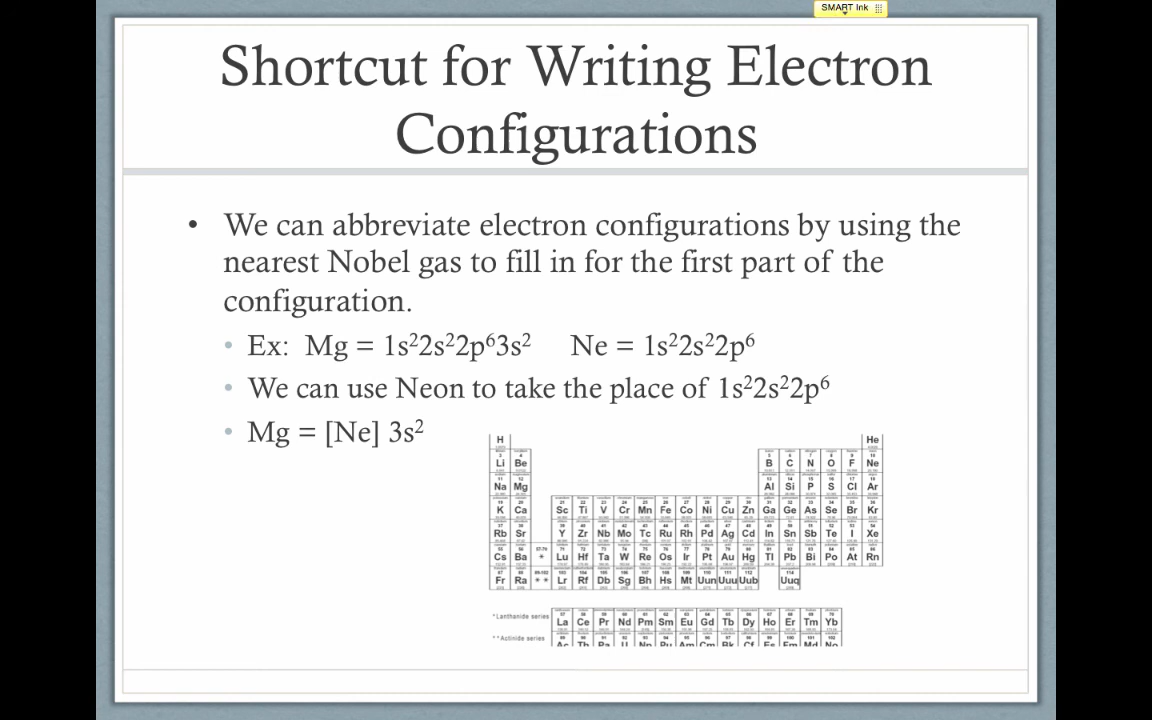 SMART Ink
Shortcut for Writing Electron
Configurations
• We can abbreviate electron configurations by using the
nearest Nobel gas to fill in for the first part of the
configuration.
• Ex: Mg = 1s²2s²2p⁶3s² Ne = 1s²2s²2p⁶
• We can use Neon to take the place of 1s²2s²2p⁶
• Mg = [Ne] 3s²
H He
Li Be B C N O F Ne
Na Mg Al Si P S Cl Ar
K Ca Sc Ti V Cr Mn Fe Co Ni Cu Zn Ga Ge As Se Br Kr
Rb Sr Y Zr Nb Mo Tc Ru Rh Pd Ag Cd In Sn Sb Te I Xe
Cs Ba * Lu Hf Ta W Re Os Ir Pt Au Hg Tl Pb Bi Po At Rn
Fr Ra ** Lr Rf Db Sg Bh Hs Mt Uun Uuu Uub Uuq
*Lanthanide series La Ce Pr Nd Pm Sm Eu Gd Tb Dy Ho Er Tm Yb
**Actinide series